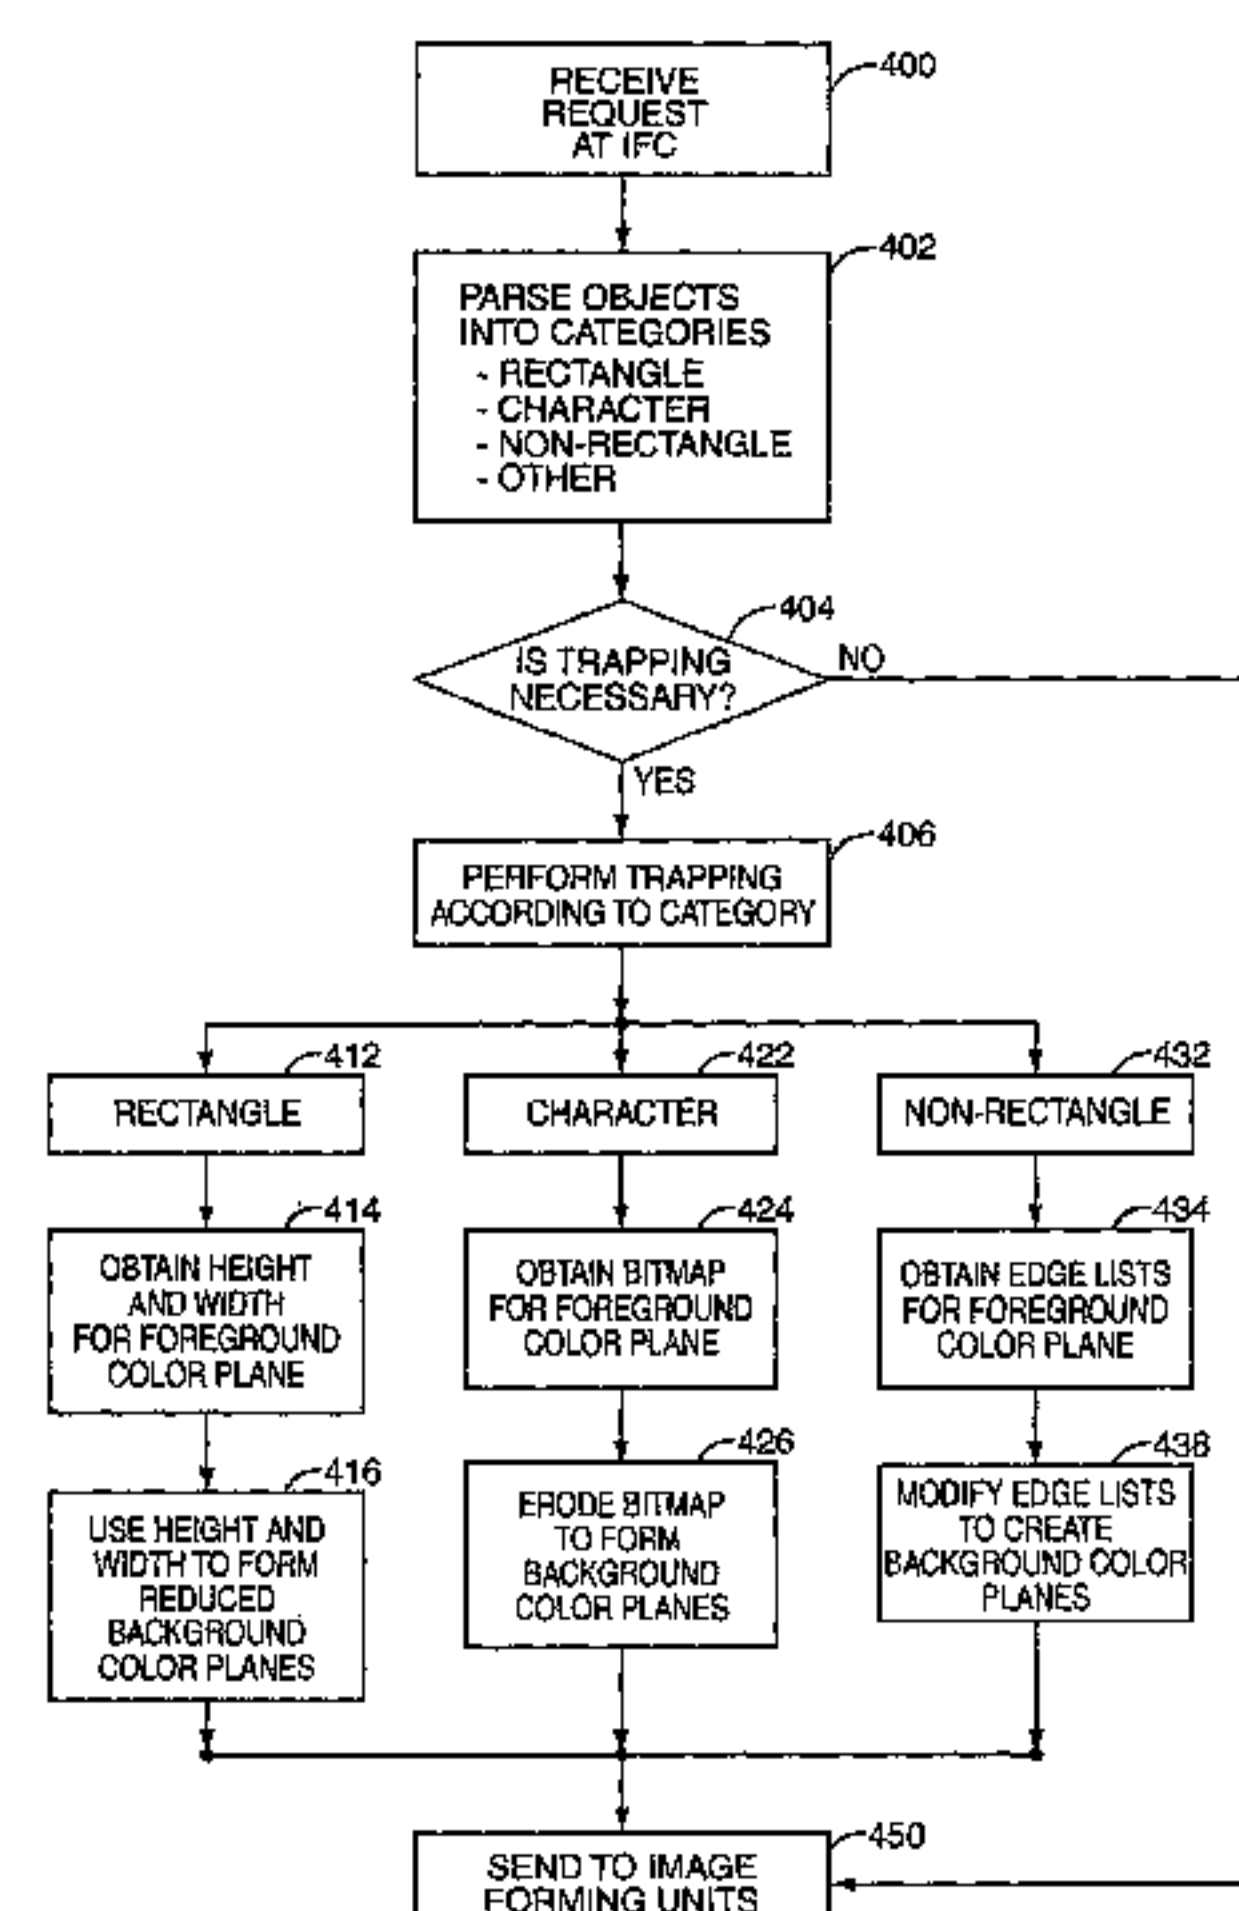 400
RECEIVE
REQUEST
AT IFC
402
PARSE OBJECTS
INTO CATEGORIES
- RECTANGLE
- CHARACTER
- NON-RECTANGLE
- OTHER
404
IS TRAPPING
NECESSARY?
NO
YES
406
PERFORM TRAPPING
ACCORDING TO CATEGORY
412
RECTANGLE
422
CHARACTER
432
NON-RECTANGLE
414
OBTAIN HEIGHT
AND WIDTH
FOR FOREGROUND
COLOR PLANE
424
OBTAIN BITMAP
FOR FOREGROUND
COLOR PLANE
434
OBTAIN EDGE LISTS
FOR FOREGROUND
COLOR PLANE
416
USE HEIGHT AND
WIDTH TO FORM
REDUCED
BACKGROUND
COLOR PLANES
426
ERODE BITMAP
TO FORM
BACKGROUND
COLOR PLANES
438
MODIFY EDGE LISTS
TO CREATE
BACKGROUND COLOR
PLANES
450
SEND TO IMAGE
FORMING UNITS